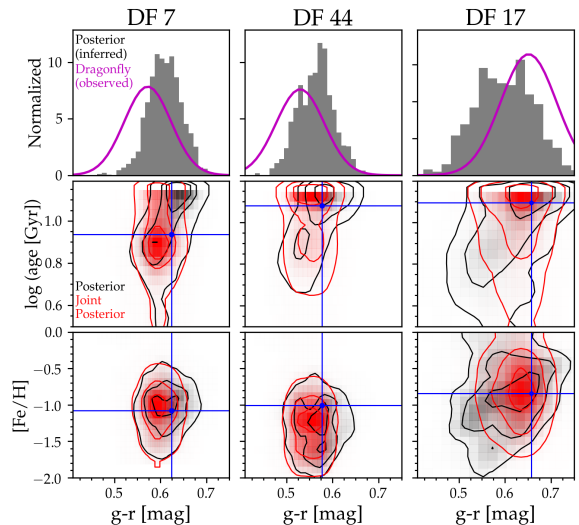 DF 7 DF 44 DF 17
Posterior
(inferred)
Dragonfly
(observed)
Normalized
10
5
0
log (age [Gyr])
1.0
0.8
0.6
Posterior
Joint
Posterior
[Fe/H]
0.0
−0.5
−1.0
−1.5
−2.0
0.5 0.6 0.7 0.5 0.6 0.7 0.5 0.6 0.7
g-r [mag] g-r [mag] g-r [mag]